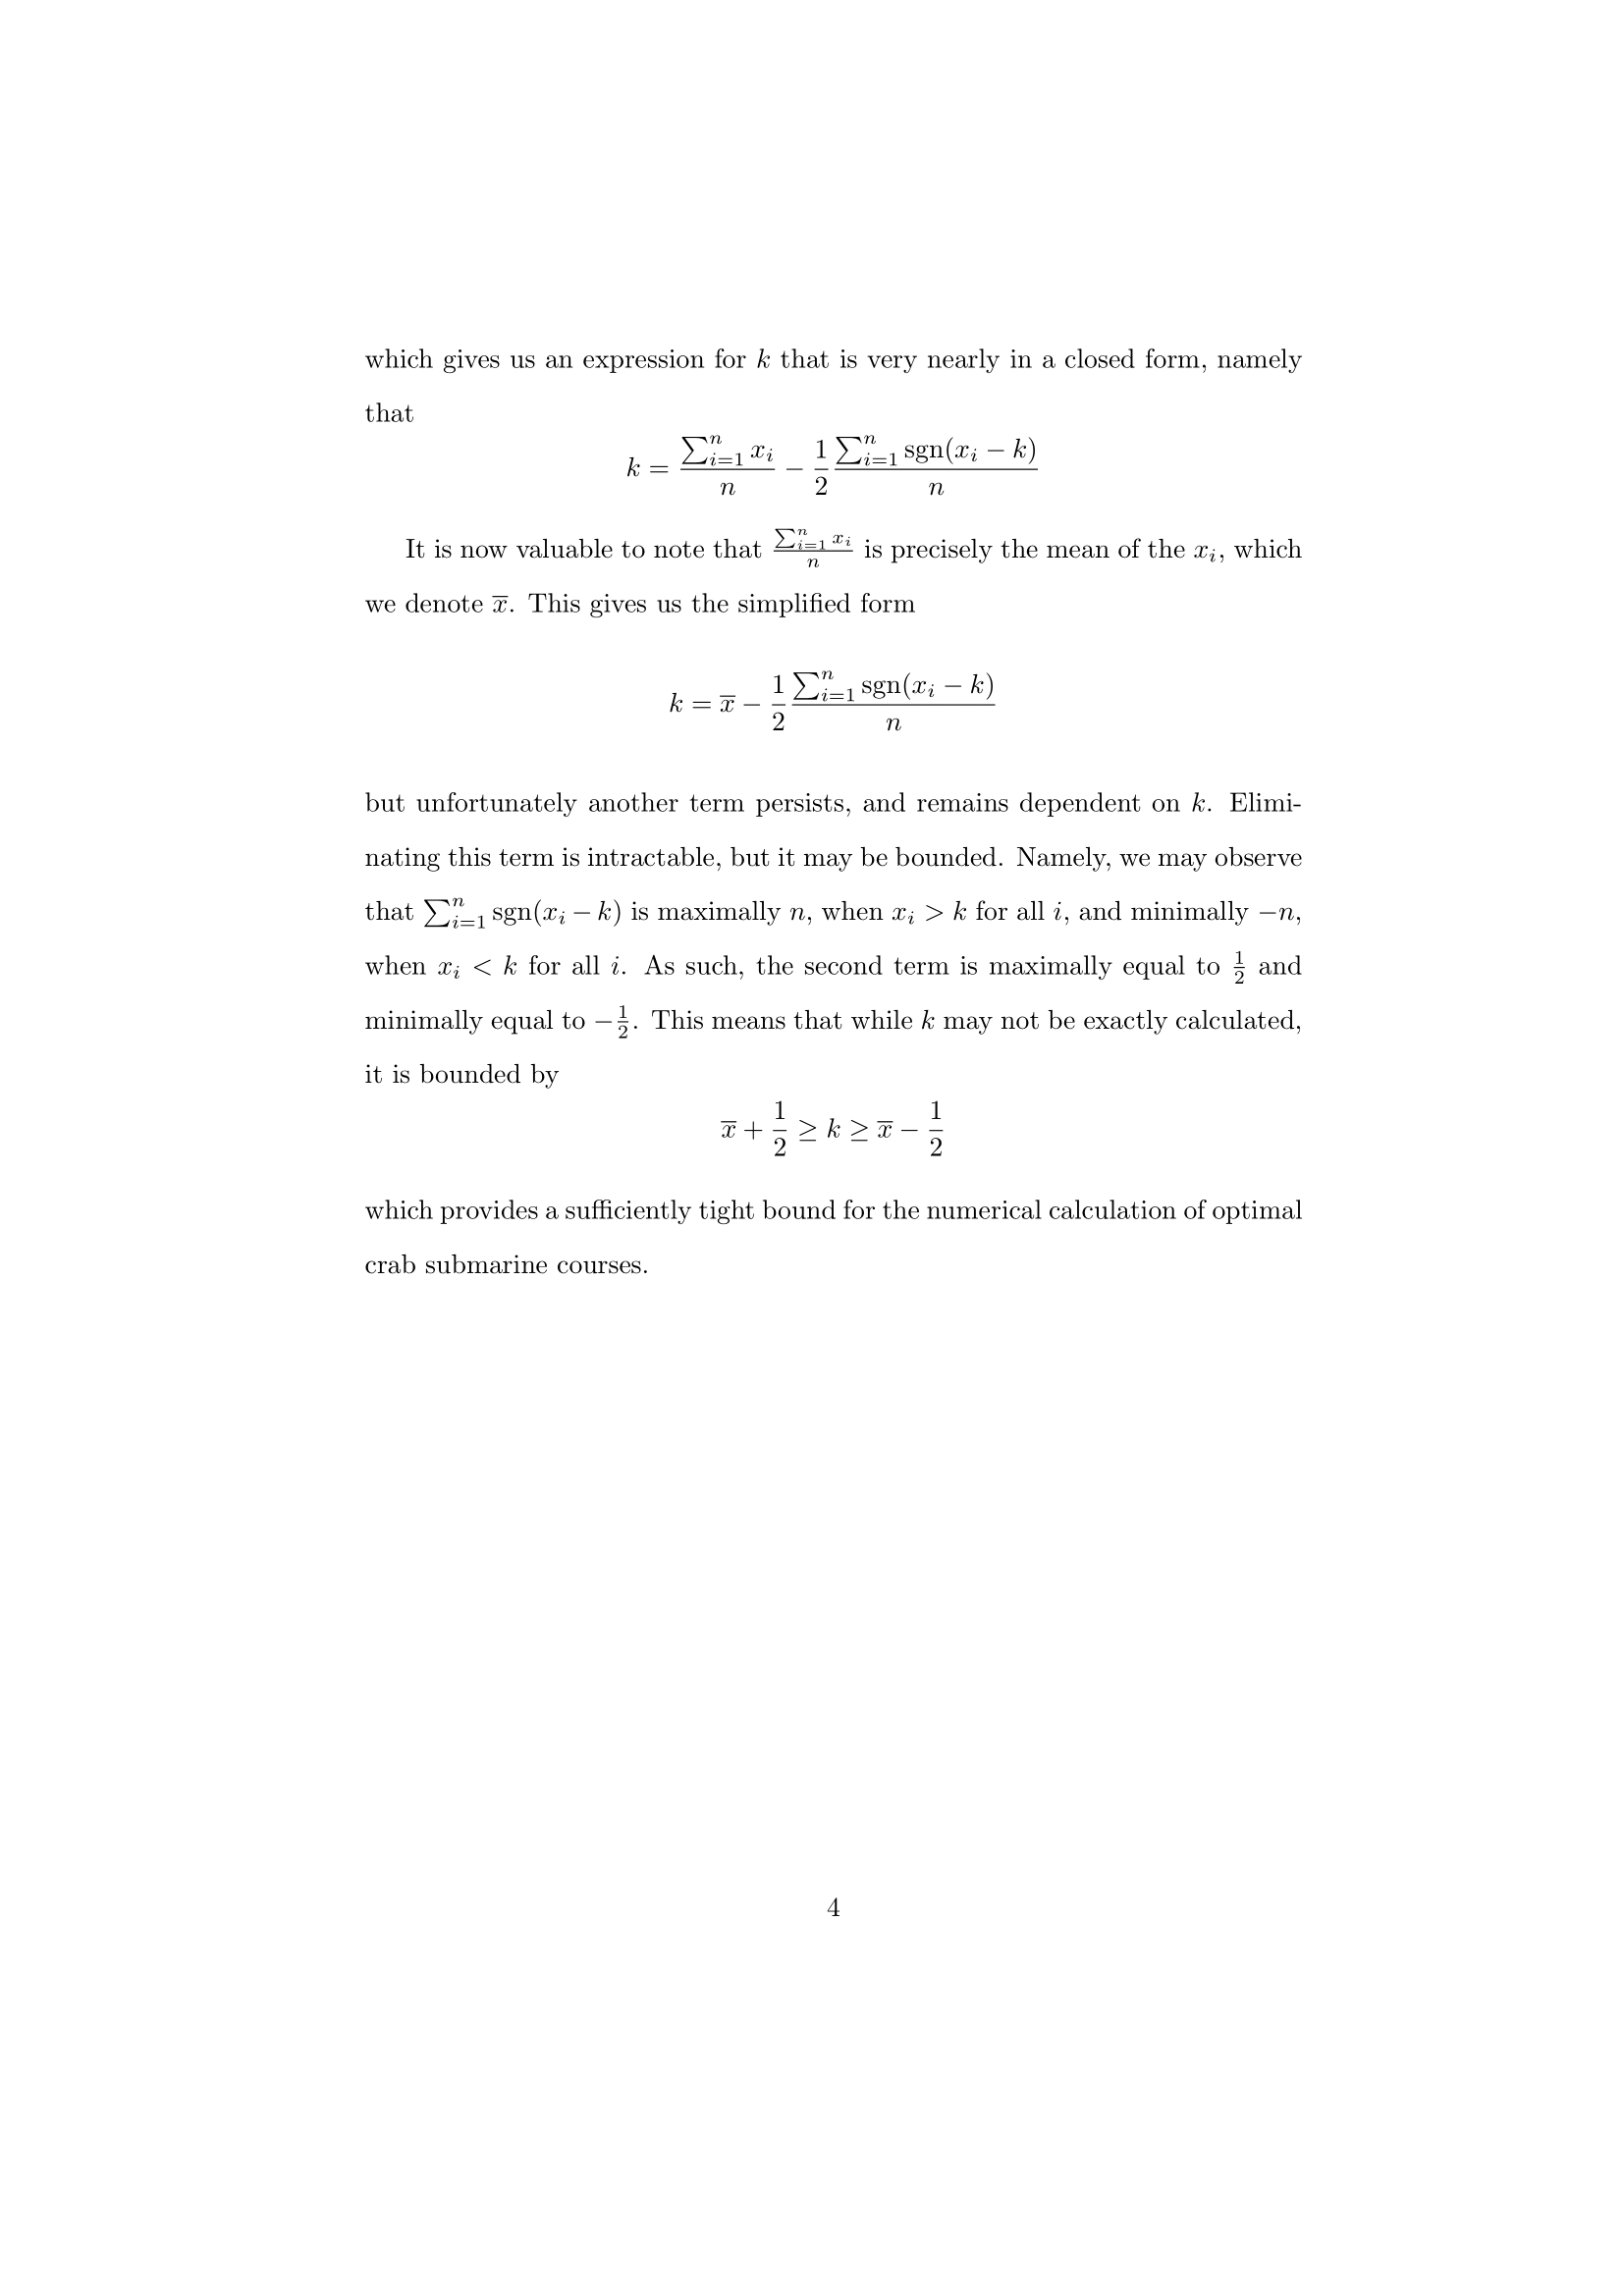 which gives us an expression for k that is very nearly in a closed form, namely
that
k = \frac{\sum_{i=1}^{n} x_i}{n} − \frac{1}{2} \frac{\sum_{i=1}^{n} sgn(x_i − k)}{n}
It is now valuable to note that \frac{\sum_{i=1}^{n} x_i}{n} is precisely the mean of the x_i, which
we denote \overline{x}. This gives us the simplified form
k = \overline{x} − \frac{1}{2} \frac{\sum_{i=1}^{n} sgn(x_i − k)}{n}
but unfortunately another term persists, and remains dependent on k. Elimi-
nating this term is intractable, but it may be bounded. Namely, we may observe
that \sum_{i=1}^{n} sgn(x_i − k) is maximally n, when x_i > k for all i, and minimally −n,
when x_i < k for all i. As such, the second term is maximally equal to \frac{1}{2} and
minimally equal to −\frac{1}{2}. This means that while k may not be exactly calculated,
it is bounded by
\overline{x} + \frac{1}{2} ≥ k ≥ \overline{x} − \frac{1}{2}
which provides a sufficiently tight bound for the numerical calculation of optimal
crab submarine courses.
4